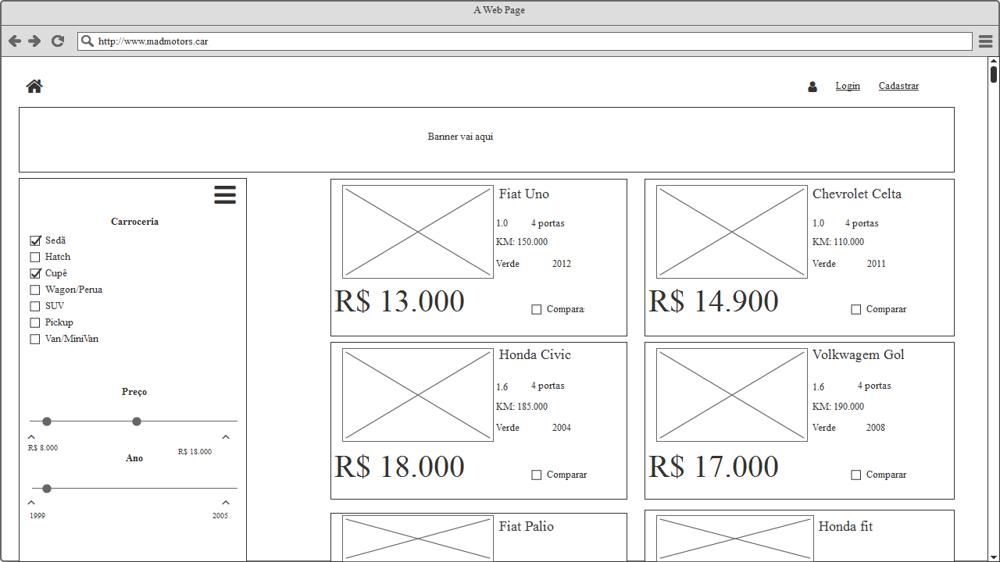 A Web Page
http://www.madmotors.car
Login Cadastrar
Banner vai aqui
Carroceria
Sedã
Hatch
Cupê
Wagon/Perua
SUV
Pickup
Van/MiniVan
Preço
R$ 8.000 R$ 18.000
Ano
1999 2005
Fiat Uno
1.0 4 portas
KM: 150.000
Verde 2012
R$ 13.000 Compara
Chevrolet Celta
1.0 4 portas
KM: 110.000
Verde 2011
R$ 14.900 Comparar
Honda Civic
1.6 4 portas
KM: 185.000
Verde 2004
R$ 18.000 Comparar
Volkwagem Gol
1.6 4 portas
KM: 190.000
Verde 2008
R$ 17.000 Comparar
Fiat Palio
Honda fit